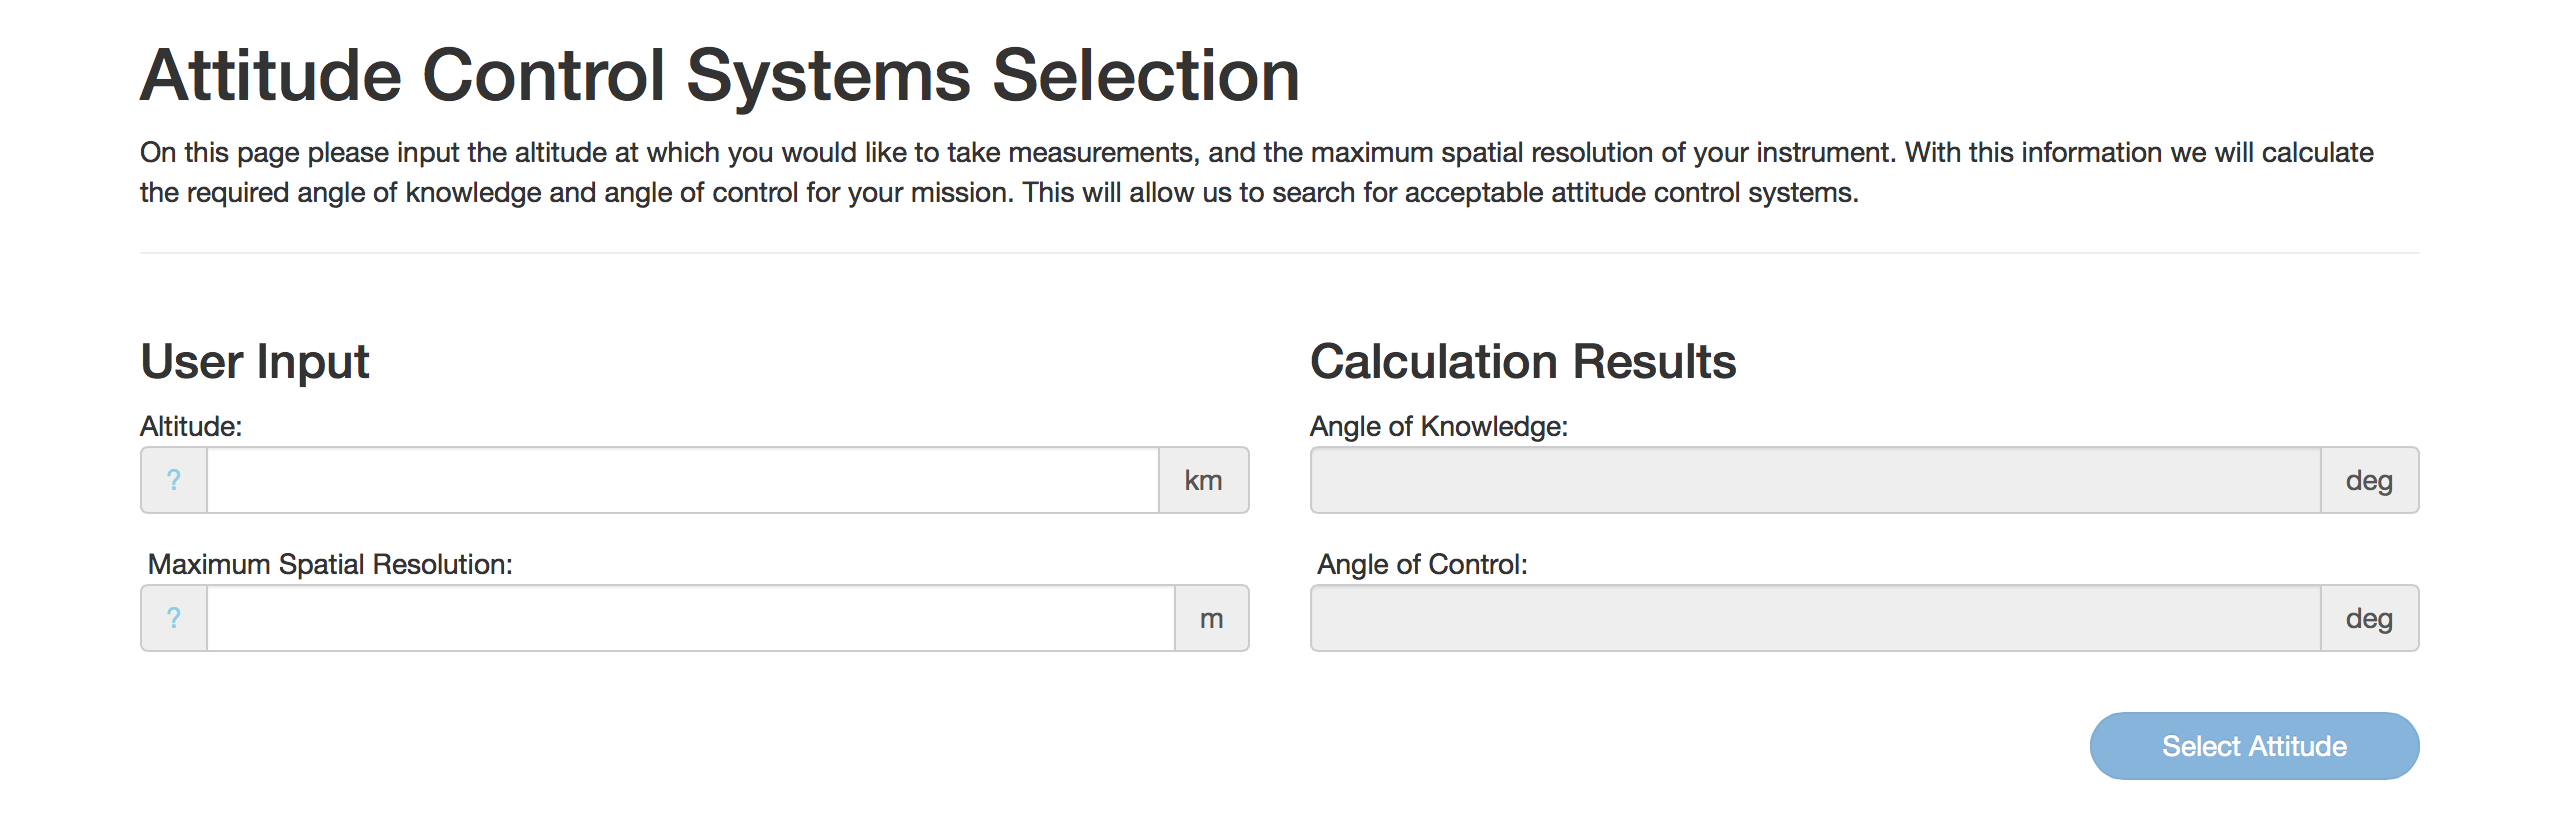 Attitude Control Systems Selection
On this page please input the altitude at which you would like to take measurements, and the maximum spatial resolution of your instrument. With this information we will calculate
the required angle of knowledge and angle of control for your mission. This will allow us to search for acceptable attitude control systems.
User Input
Altitude:
? km
Maximum Spatial Resolution:
? m
Calculation Results
Angle of Knowledge:
deg
Angle of Control:
deg
Select Attitude